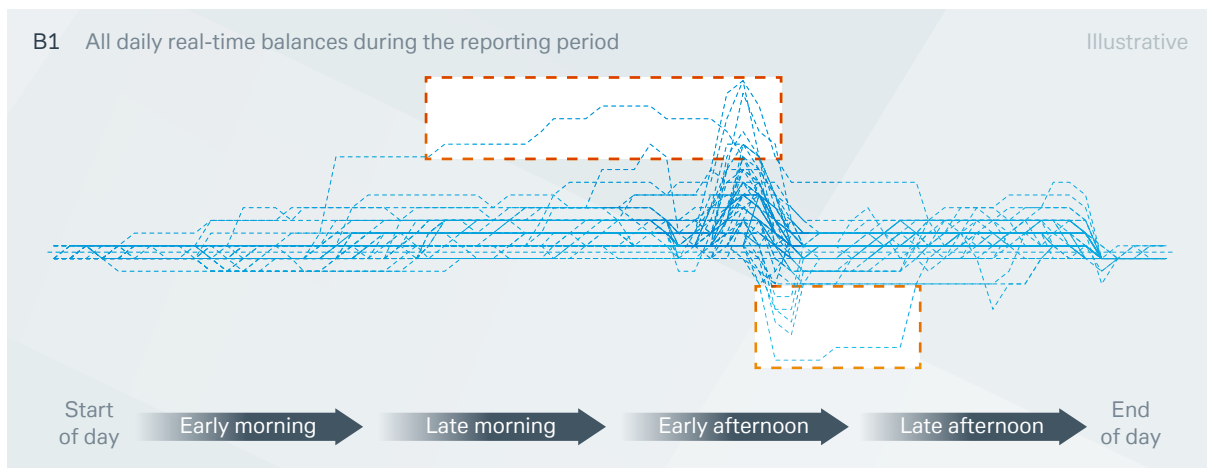 B1 All daily real-time balances during the reporting period
Illustrative
Start
of day
Early morning
Late morning
Early afternoon
Late afternoon
End
of day